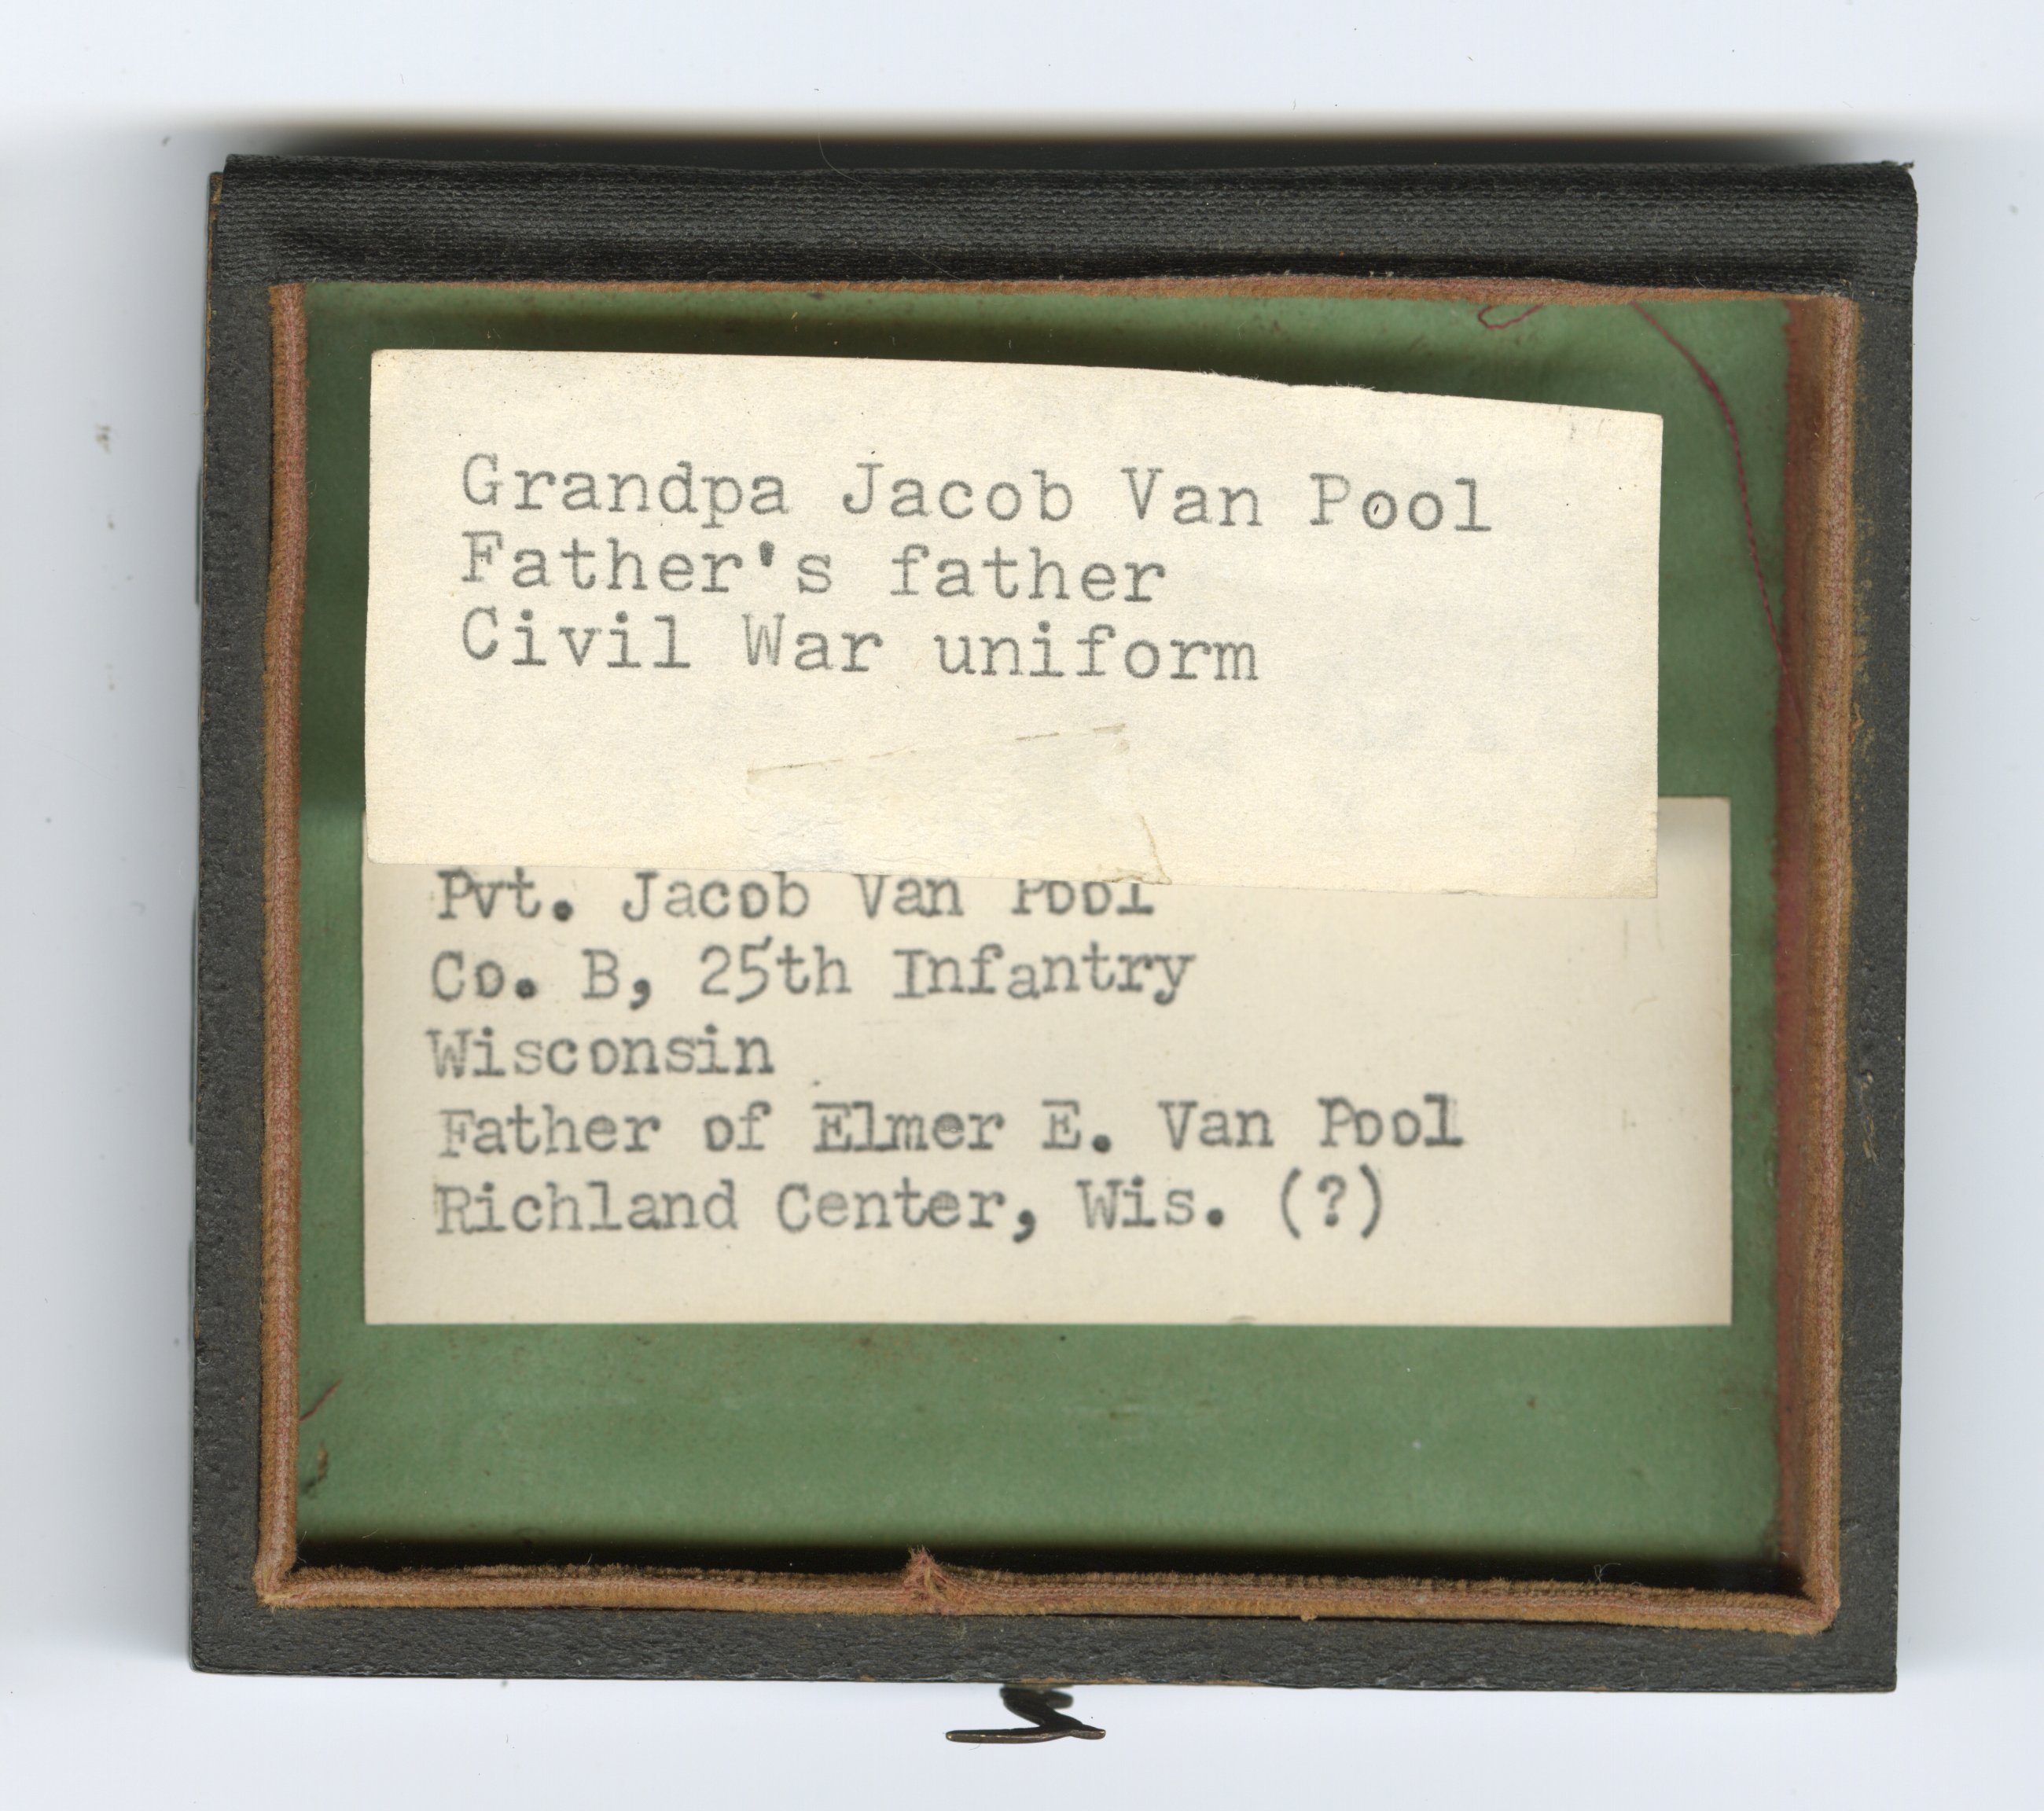 Grandpa Jacob Van Pool
Father's father
Civil War uniform
Pvt. Jacob Van Pool
Co. B, 25th Infantry
Wisconsin
Father of Elmer E. Van Pool
Richland Center, Wis. (?)